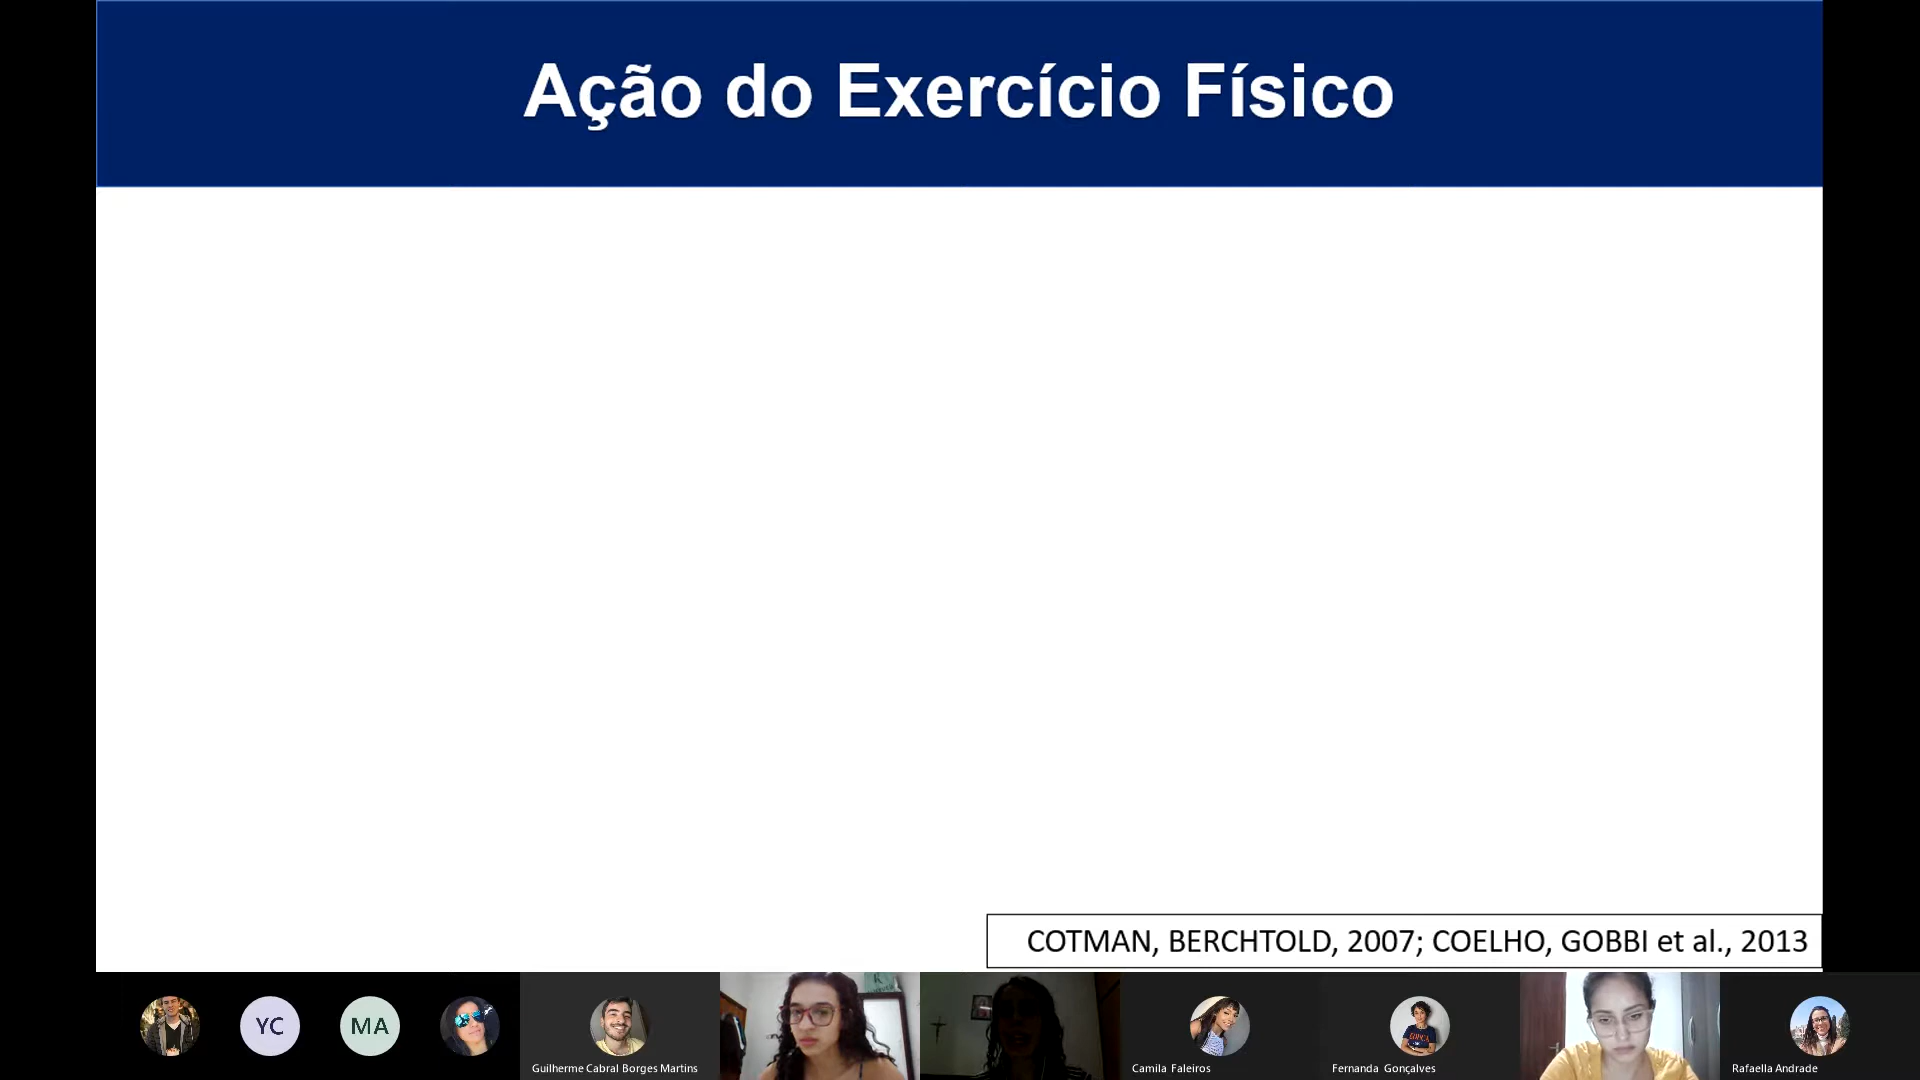 Ação do Exercício Físico
COTMAN, BERCHTOLD, 2007; COELHO, GOBBI et al., 2013
YC
MA
Guilherme Cabral Borges Martins
Camila Faleiros
Fernanda Gonçalves
Rafaella Andrade